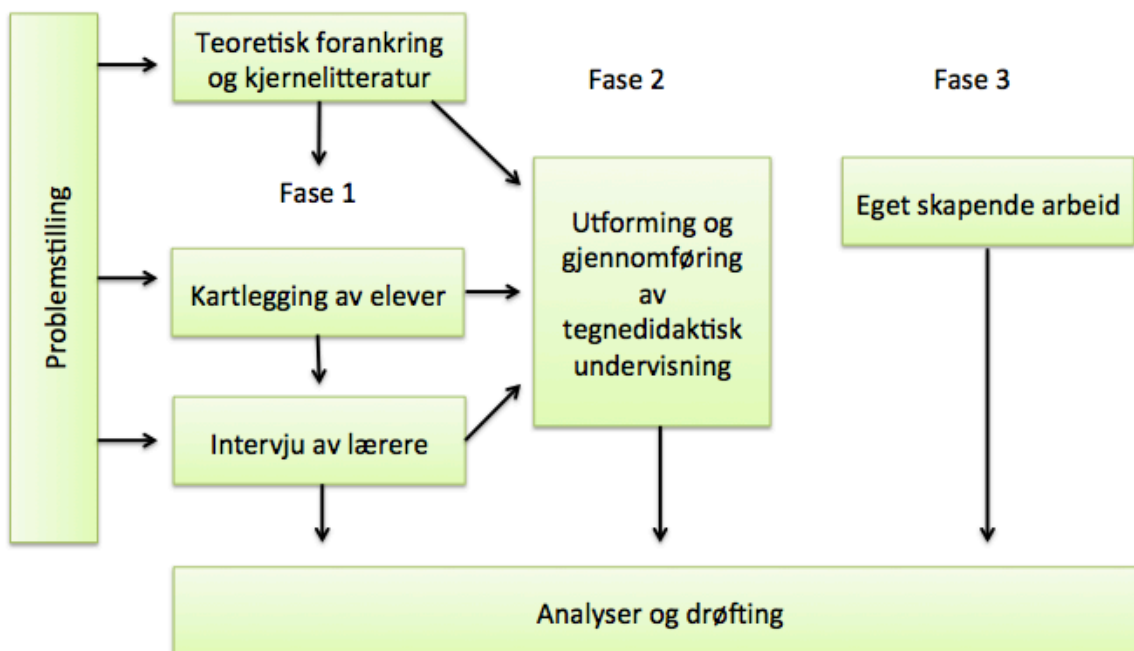 Problemstilling
Teoretisk forankring
og kjernelitteratur
Fase 1
Kartlegging av elever
Intervju av lærere
Fase 2
Utforming og
gjennomføring
av
tegnedidaktisk
undervisning
Fase 3
Eget skapende arbeid
Analyser og drøfting